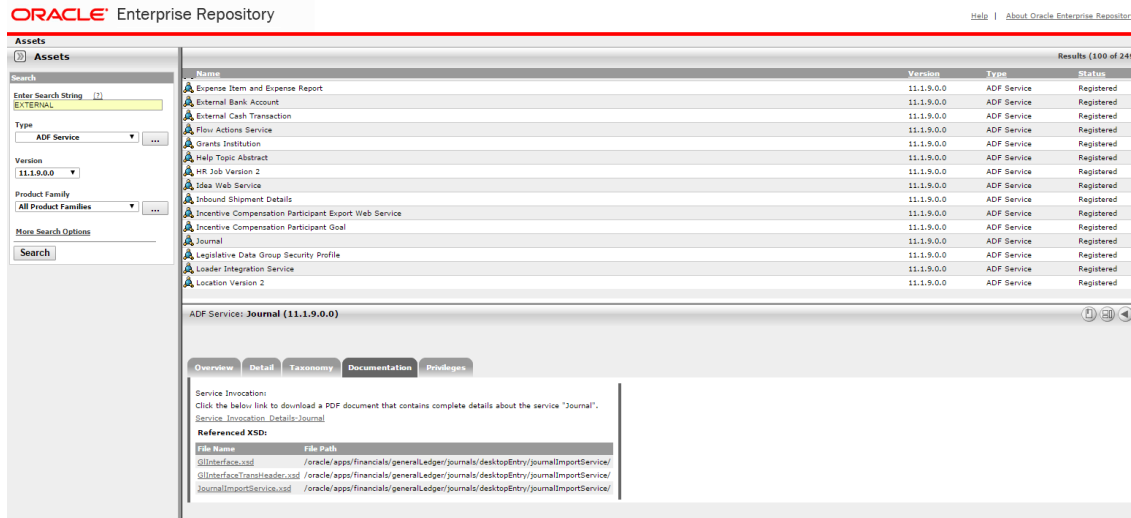 ORACLE Enterprise Repository
Help | About Oracle Enterprise Repositor
Assets
Assets
Results (100 of 249
Search
Enter Search String [?]
EXTERNAL
Type
ADF Service ...
Version
11.1.9.0.0
Product Family
All Product Families ...
More Search Options
Search
Name Version Type Status
Expense Item and Expense Report 11.1.9.0.0 ADF Service Registered
External Bank Account 11.1.9.0.0 ADF Service Registered
External Cash Transaction 11.1.9.0.0 ADF Service Registered
Flow Actions Service 11.1.9.0.0 ADF Service Registered
Grants Institution 11.1.9.0.0 ADF Service Registered
Help Topic Abstract 11.1.9.0.0 ADF Service Registered
HR Job Version 2 11.1.9.0.0 ADF Service Registered
Idea Web Service 11.1.9.0.0 ADF Service Registered
Inbound Shipment Details 11.1.9.0.0 ADF Service Registered
Incentive Compensation Participant Export Web Service 11.1.9.0.0 ADF Service Registered
Incentive Compensation Participant Goal 11.1.9.0.0 ADF Service Registered
Journal 11.1.9.0.0 ADF Service Registered
Legislative Data Group Security Profile 11.1.9.0.0 ADF Service Registered
Loader Integration Service 11.1.9.0.0 ADF Service Registered
Location Version 2 11.1.9.0.0 ADF Service Registered
ADF Service: Journal (11.1.9.0.0)
Overview Detail Taxonomy Documentation Privileges
Service Invocation:
Click the below link to download a PDF document that contains complete details about the service "Journal".
Service Invocation Details-Journal
Referenced XSD:
File Name File Path
GlInterface.xsd /oracle/apps/financials/generalLedger/journals/desktopEntry/journalImportService/
GlInterfaceTransHeader.xsd /oracle/apps/financials/generalLedger/journals/desktopEntry/journalImportService/
JournalImportService.xsd /oracle/apps/financials/generalLedger/journals/desktopEntry/journalImportService/